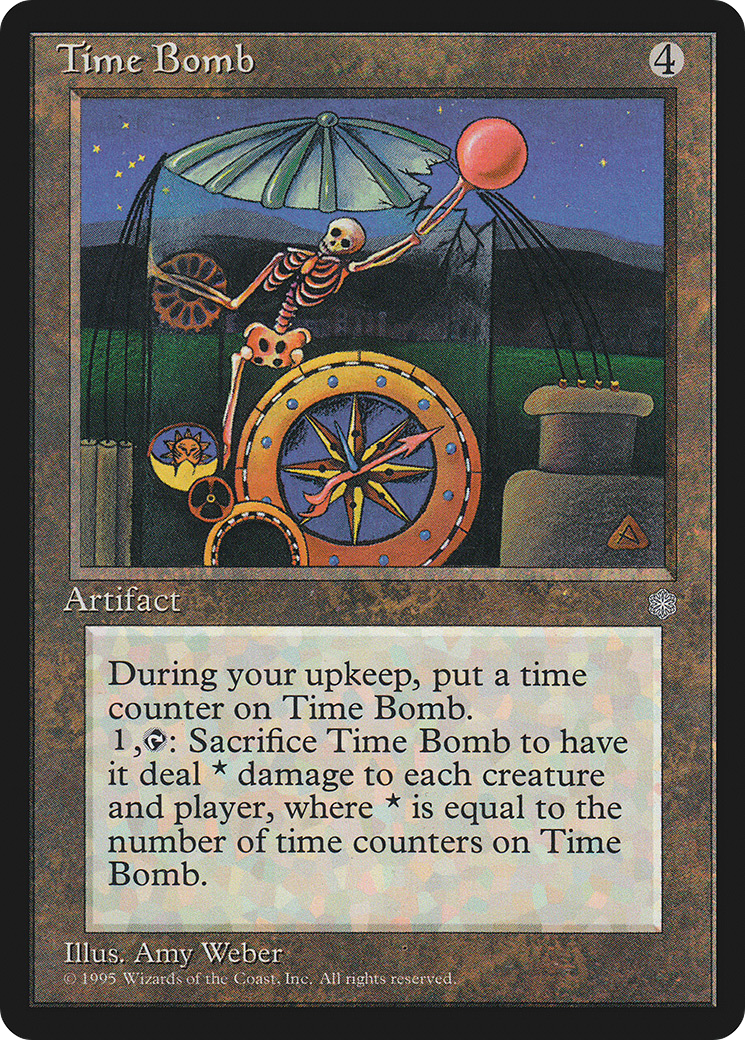 Time Bomb 4
Artifact
During your upkeep, put a time
counter on Time Bomb.
1,: Sacrifice Time Bomb to have
it deal * damage to each creature
and player, where * is equal to the
number of time counters on Time
Bomb.
Illus. Amy Weber
© 1995 Wizards of the Coast, Inc. All rights reserved.